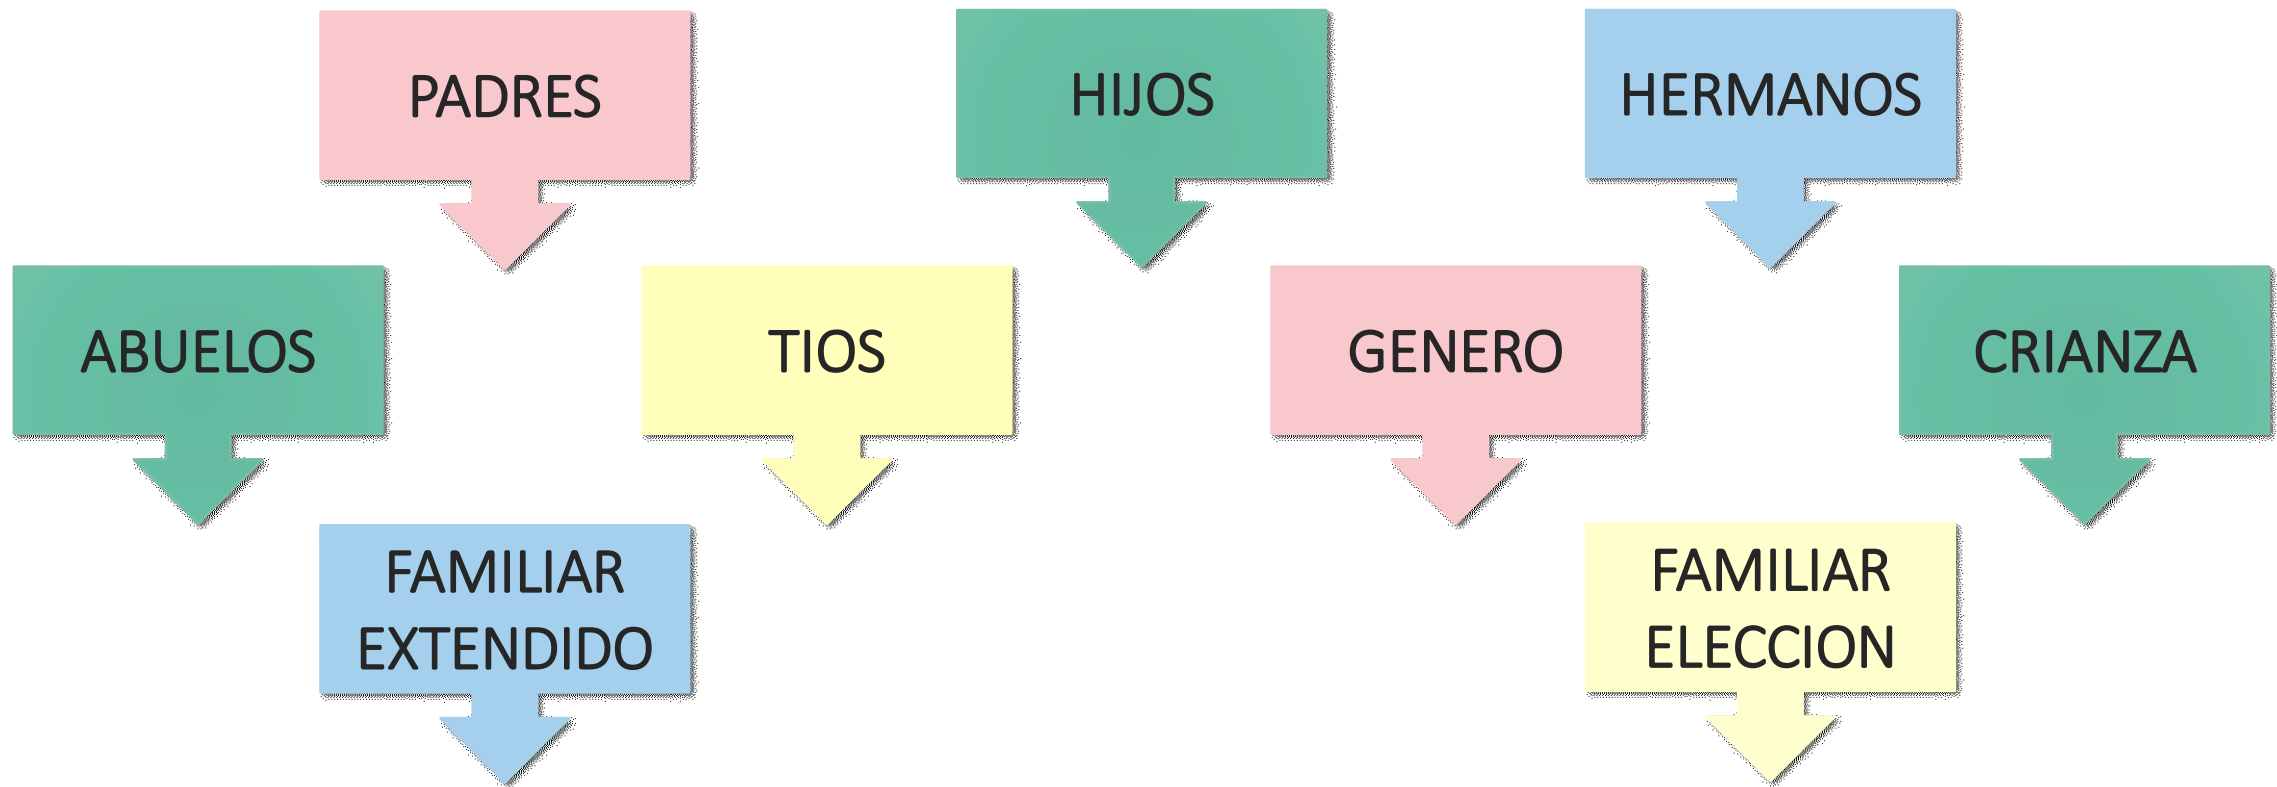 PADRES
HIJOS
HERMANOS
ABUELOS
TIOS
GENERO
CRIANZA
FAMILIAR
EXTENDIDO
FAMILIAR
ELECCION